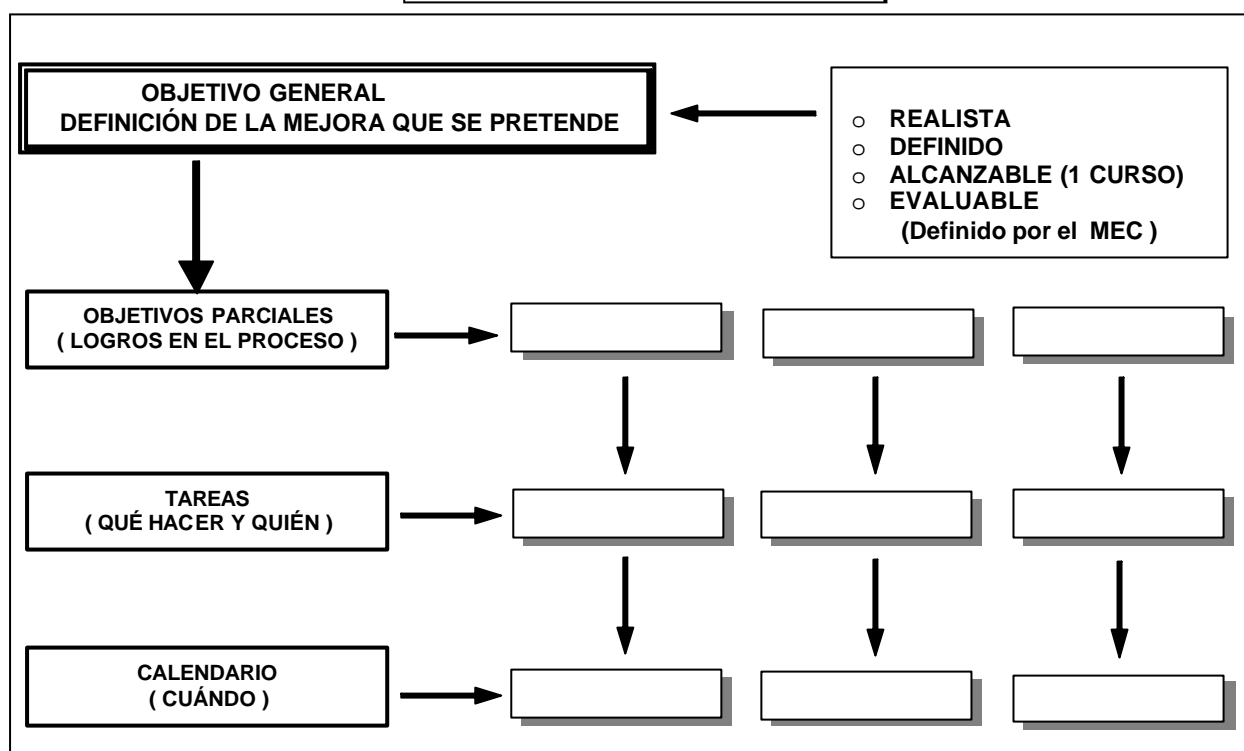 OBJETIVO GENERAL
DEFINICIÓN DE LA MEJORA QUE SE PRETENDE
o REALISTA
o DEFINIDO
o ALCANZABLE (1 CURSO)
o EVALUABLE
(Definido por el MEC )
OBJETIVOS PARCIALES
( LOGROS EN EL PROCESO )
TAREAS
( QUÉ HACER Y QUIÉN )
CALENDARIO
( CUÁNDO )